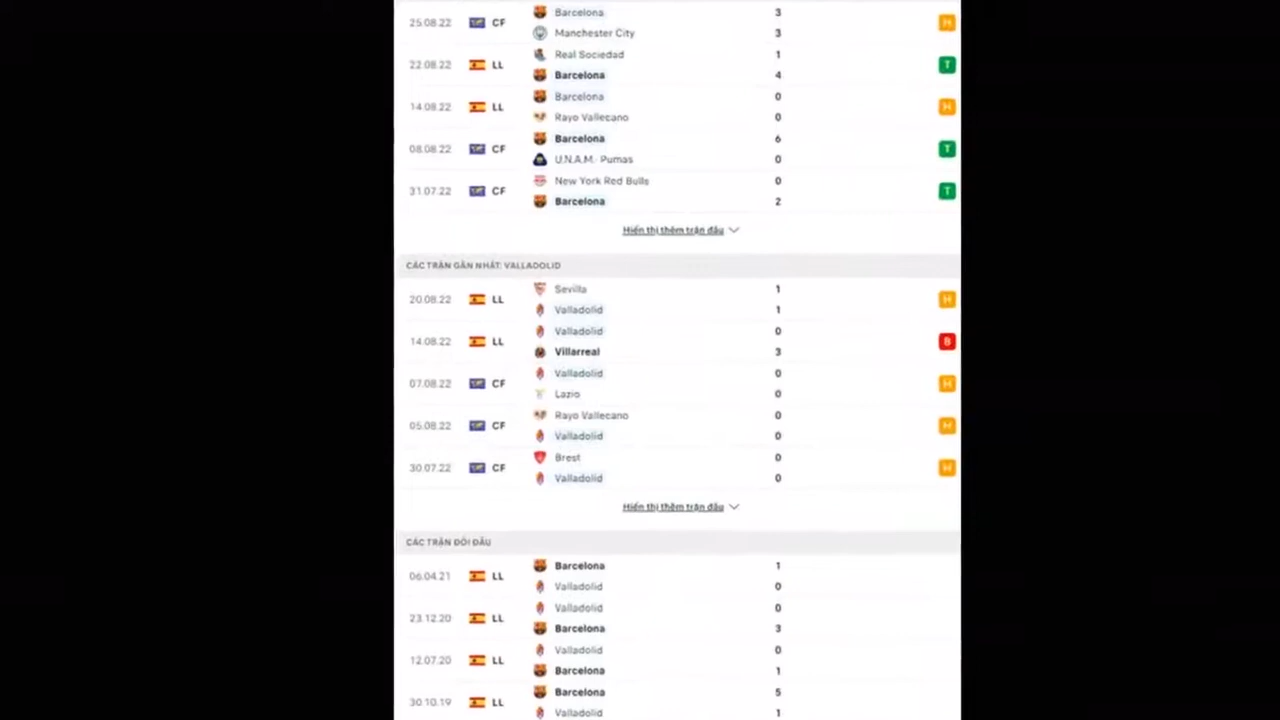 25.08.22 CF Barcelona 3 H
Manchester City 3
22.08.22 LL Real Sociedad 1 T
Barcelona 4
14.08.22 LL Barcelona 0 H
Rayo Vallecano 0
08.08.22 CF Barcelona 6 T
U.N.A.M.- Pumas 0
31.07.22 CF New York Red Bulls 0 T
Barcelona 2
Hiển thị thêm trận đấu
CÁC TRẬN GẦN NHẤT: VALLADOLID
20.08.22 LL Sevilla 1 H
Valladolid 1
14.08.22 LL Valladolid 0 B
Villarreal 3
07.08.22 CF Valladolid 0 H
Lazio 0
05.08.22 CF Rayo Vallecano 0 H
Valladolid 0
30.07.22 CF Brest 0 H
Valladolid 0
Hiển thị thêm trận đấu
CÁC TRẬN ĐỐI ĐẦU
06.04.21 LL Barcelona 1
Valladolid 0
23.12.20 LL Valladolid 0
Barcelona 3
12.07.20 LL Valladolid 0
Barcelona 1
30.10.19 LL Barcelona 5
Valladolid 1